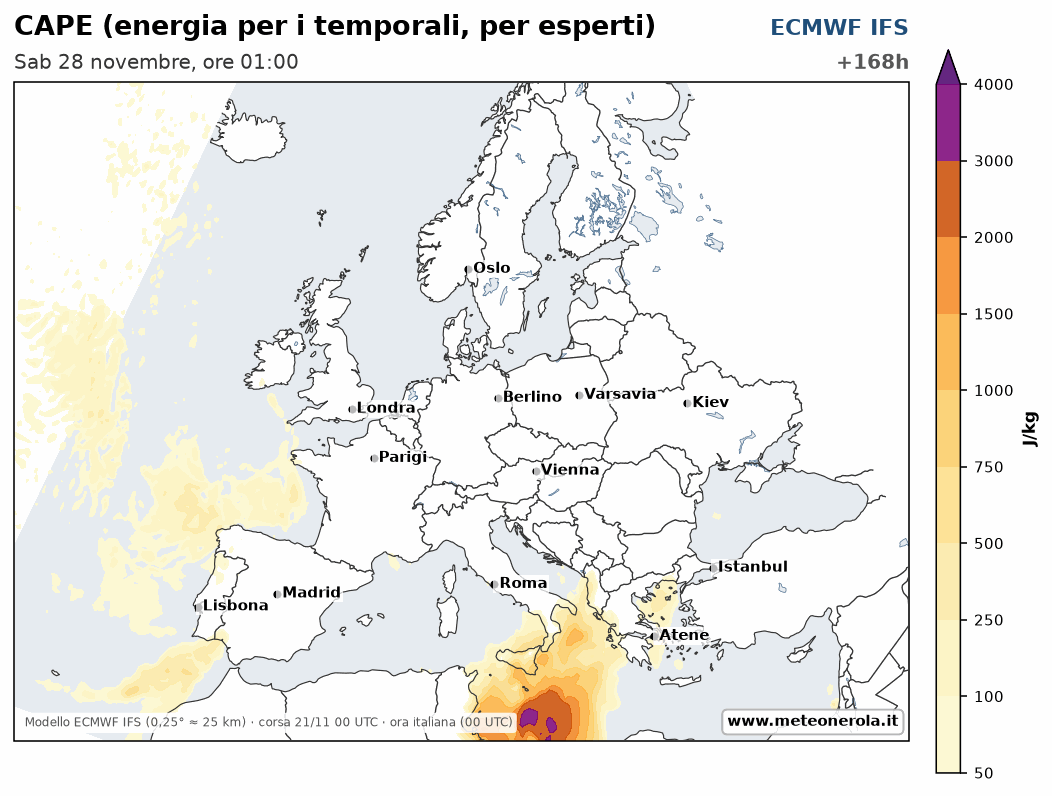 CAPE (energia per i temporali, per esperti)
ECMWF IFS
Sab 28 novembre, ore 01:00
+168h
4000
3000
2000
1500
1000
750
500
250
100
50
J/kg
Oslo
Londra
Berlino
Varsavia
Kiev
Parigi
Vienna
Istanbul
Roma
Madrid
Lisbona
Atene
Modello ECMWF IFS (0,25° ≈ 25 km) · corsa 21/11 00 UTC · ora italiana (00 UTC)
www.meteonerola.it